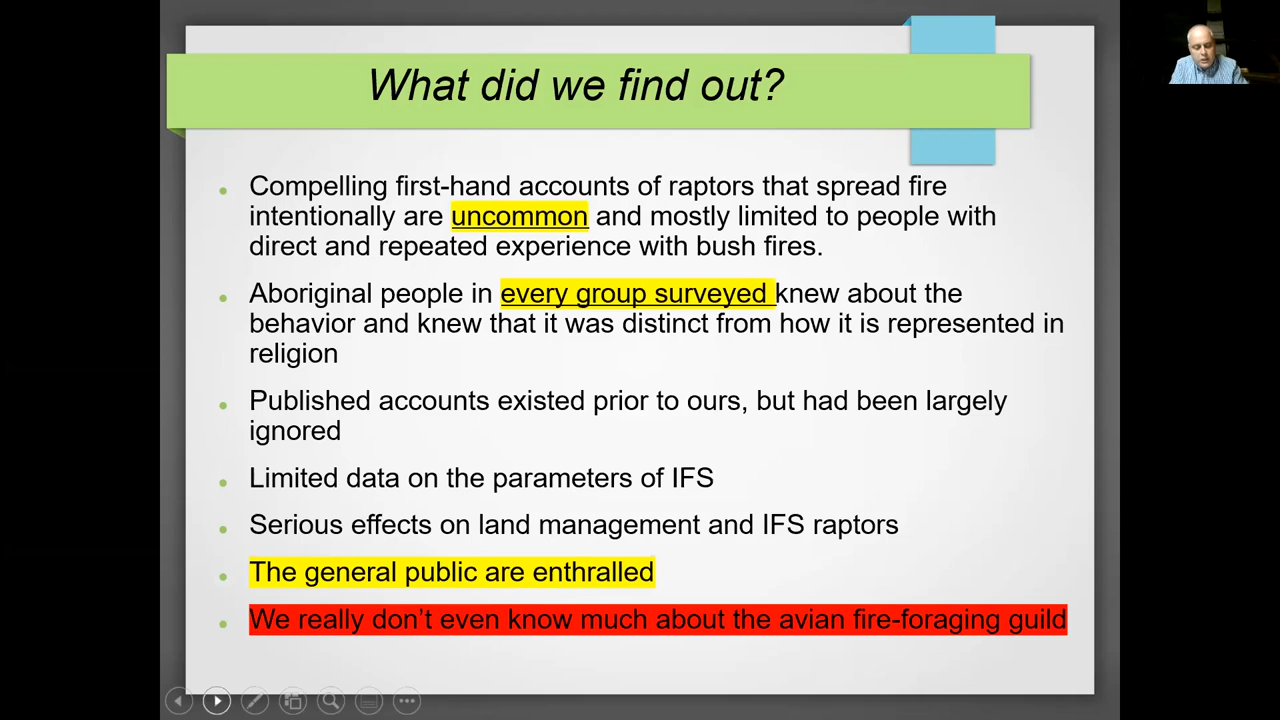 What did we find out?
Compelling first-hand accounts of raptors that spread fire
intentionally are uncommon and mostly limited to people with
direct and repeated experience with bush fires.
Aboriginal people in every group surveyed knew about the
behavior and knew that it was distinct from how it is represented in
religion
Published accounts existed prior to ours, but had been largely
ignored
Limited data on the parameters of IFS
Serious effects on land management and IFS raptors
The general public are enthralled
We really don’t even know much about the avian fire-foraging guild